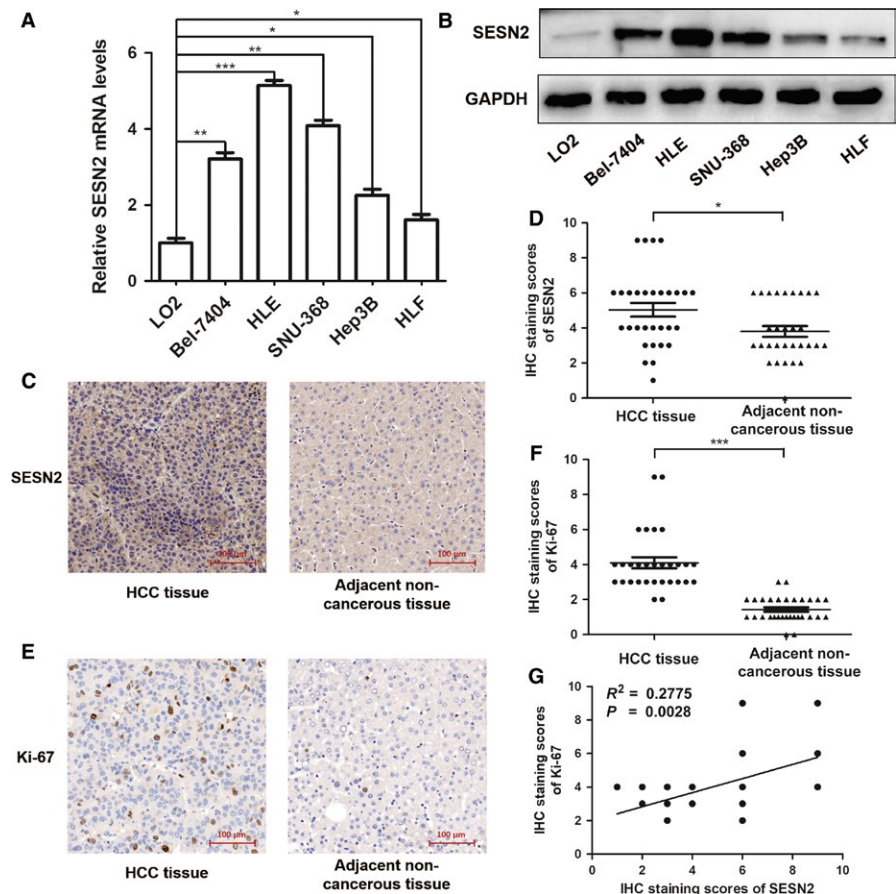 A
Relative SESN2 mRNA levels
6
4
2
0
*
*
**
***
**
LO2
Bel-7404
HLE
SNU-368
Hep3B
HLF
B
SESN2
GAPDH
LO2
Bel-7404
HLE
SNU-368
Hep3B
HLF
C
SESN2
100 µm
100 µm
HCC tissue
Adjacent non-
cancerous tissue
D
IHC staining scores
of SESN2
10
8
6
4
2
0
*
HCC tissue
Adjacent non-
cancerous tissue
E
Ki-67
100 µm
100 µm
HCC tissue
Adjacent non-
cancerous tissue
F
IHC staining scores
of Ki-67
10
8
6
4
2
0
***
HCC tissue
Adjacent non-
cancerous tissue
G
R² = 0.2775
P = 0.0028
IHC staining scores
of Ki-67
10
8
6
4
2
0
0 2 4 6 8 10
IHC staining scores of SESN2